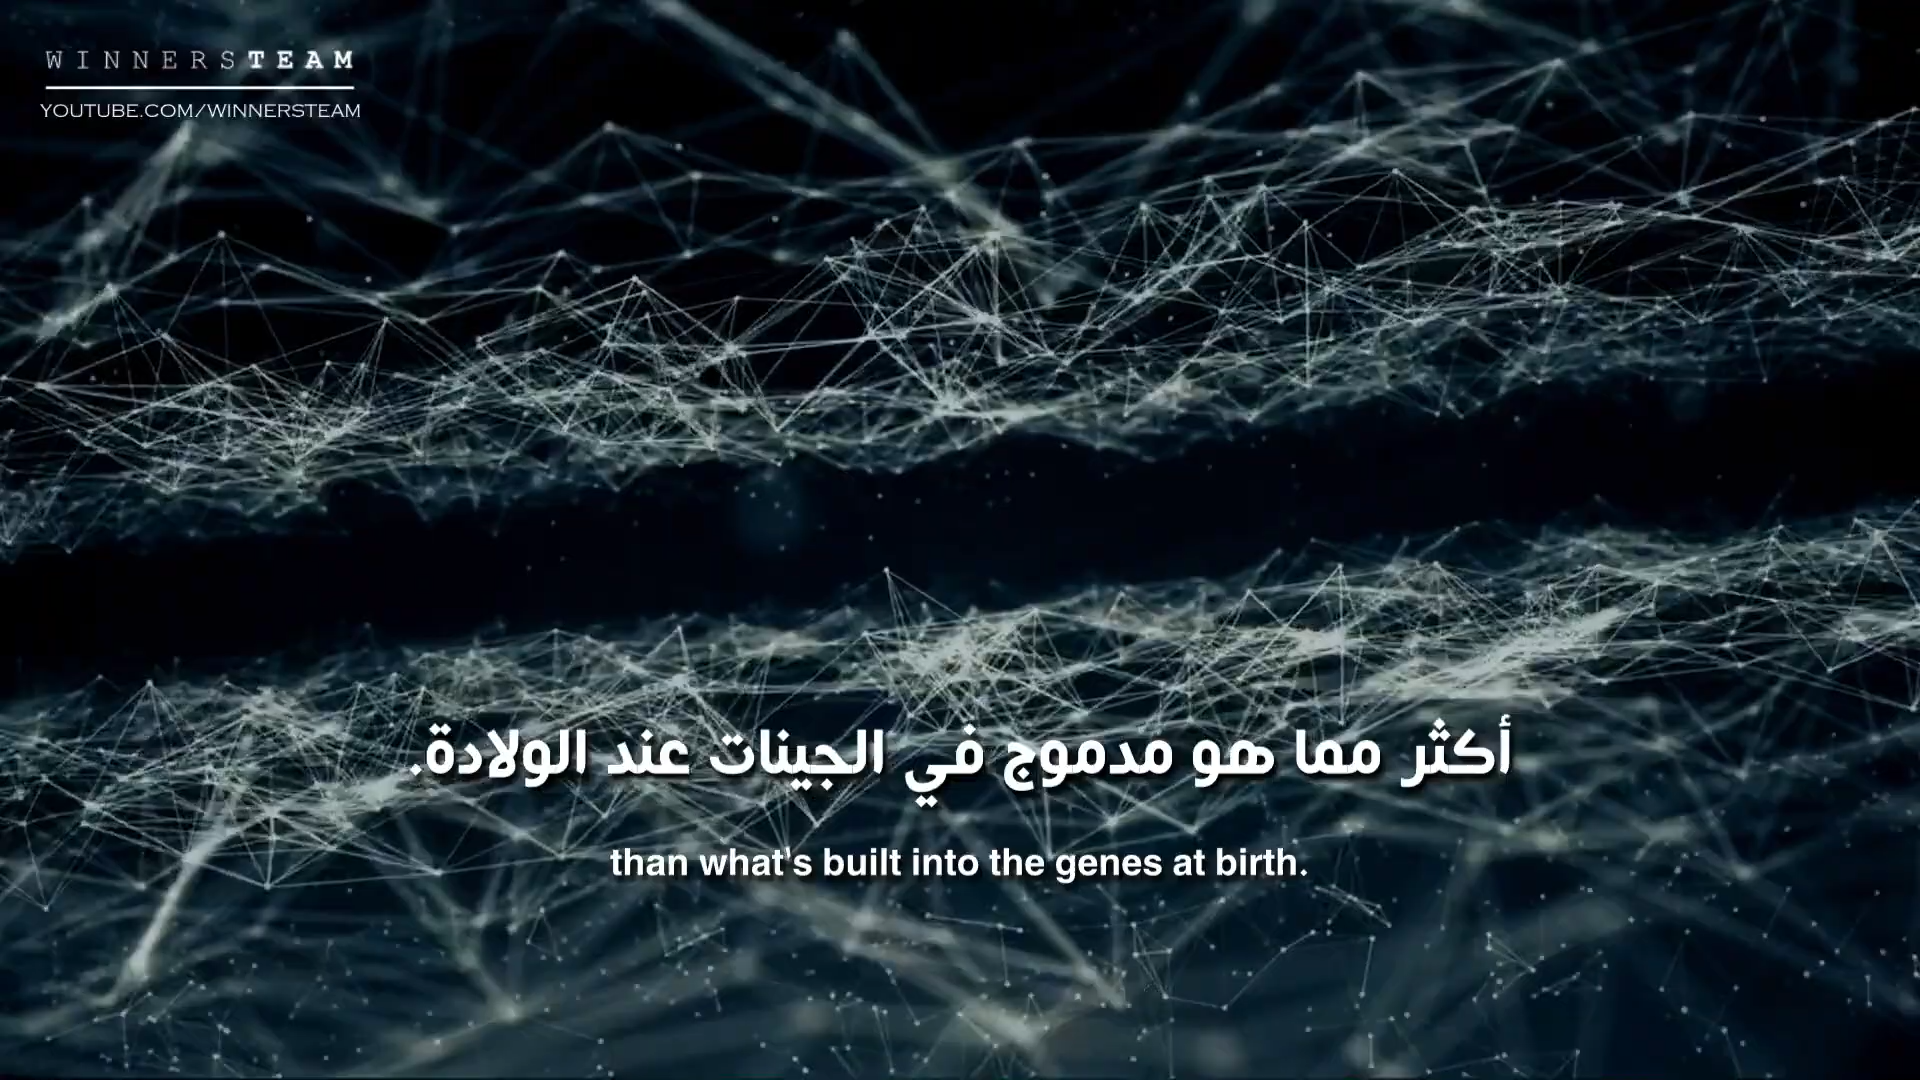 WINNERSTEAM
YOUTUBE.COM/WINNERSTEAM
أكثر مما هو مدموج في الجينات عند الولادة.
than what's built into the genes at birth.